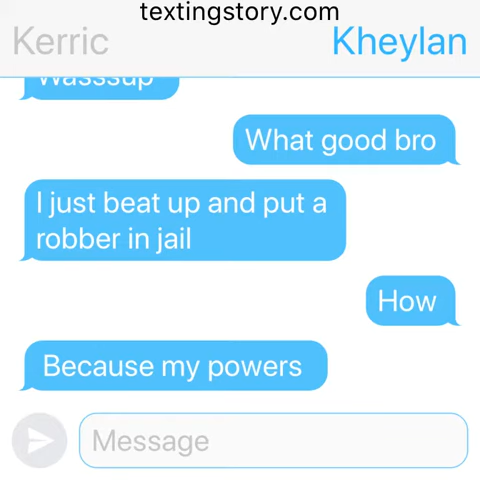 textingstory.com
Kerric Kheylan
Wasssup
What good bro
I just beat up and put a
robber in jail
How
Because my powers
Message